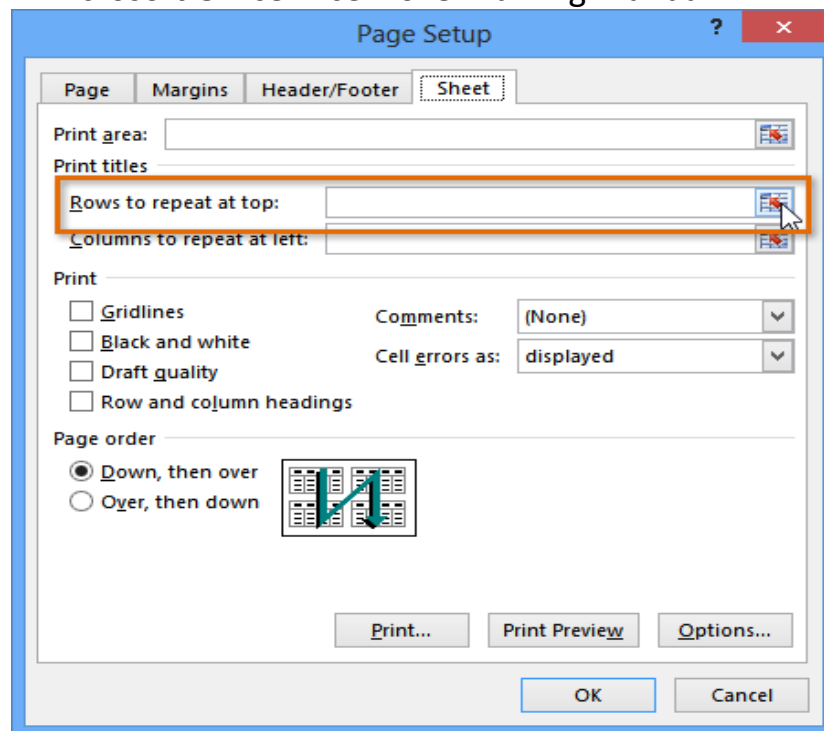 Page Setup ? ×
Page Margins Header/Footer Sheet
Print area:
Print titles
Rows to repeat at top:
Columns to repeat at left:
Print
Gridlines
Comments: (None)
Black and white
Cell errors as: displayed
Draft quality
Row and column headings
Page order
Down, then over
Over, then down
Print... Print Preview Options...
OK Cancel